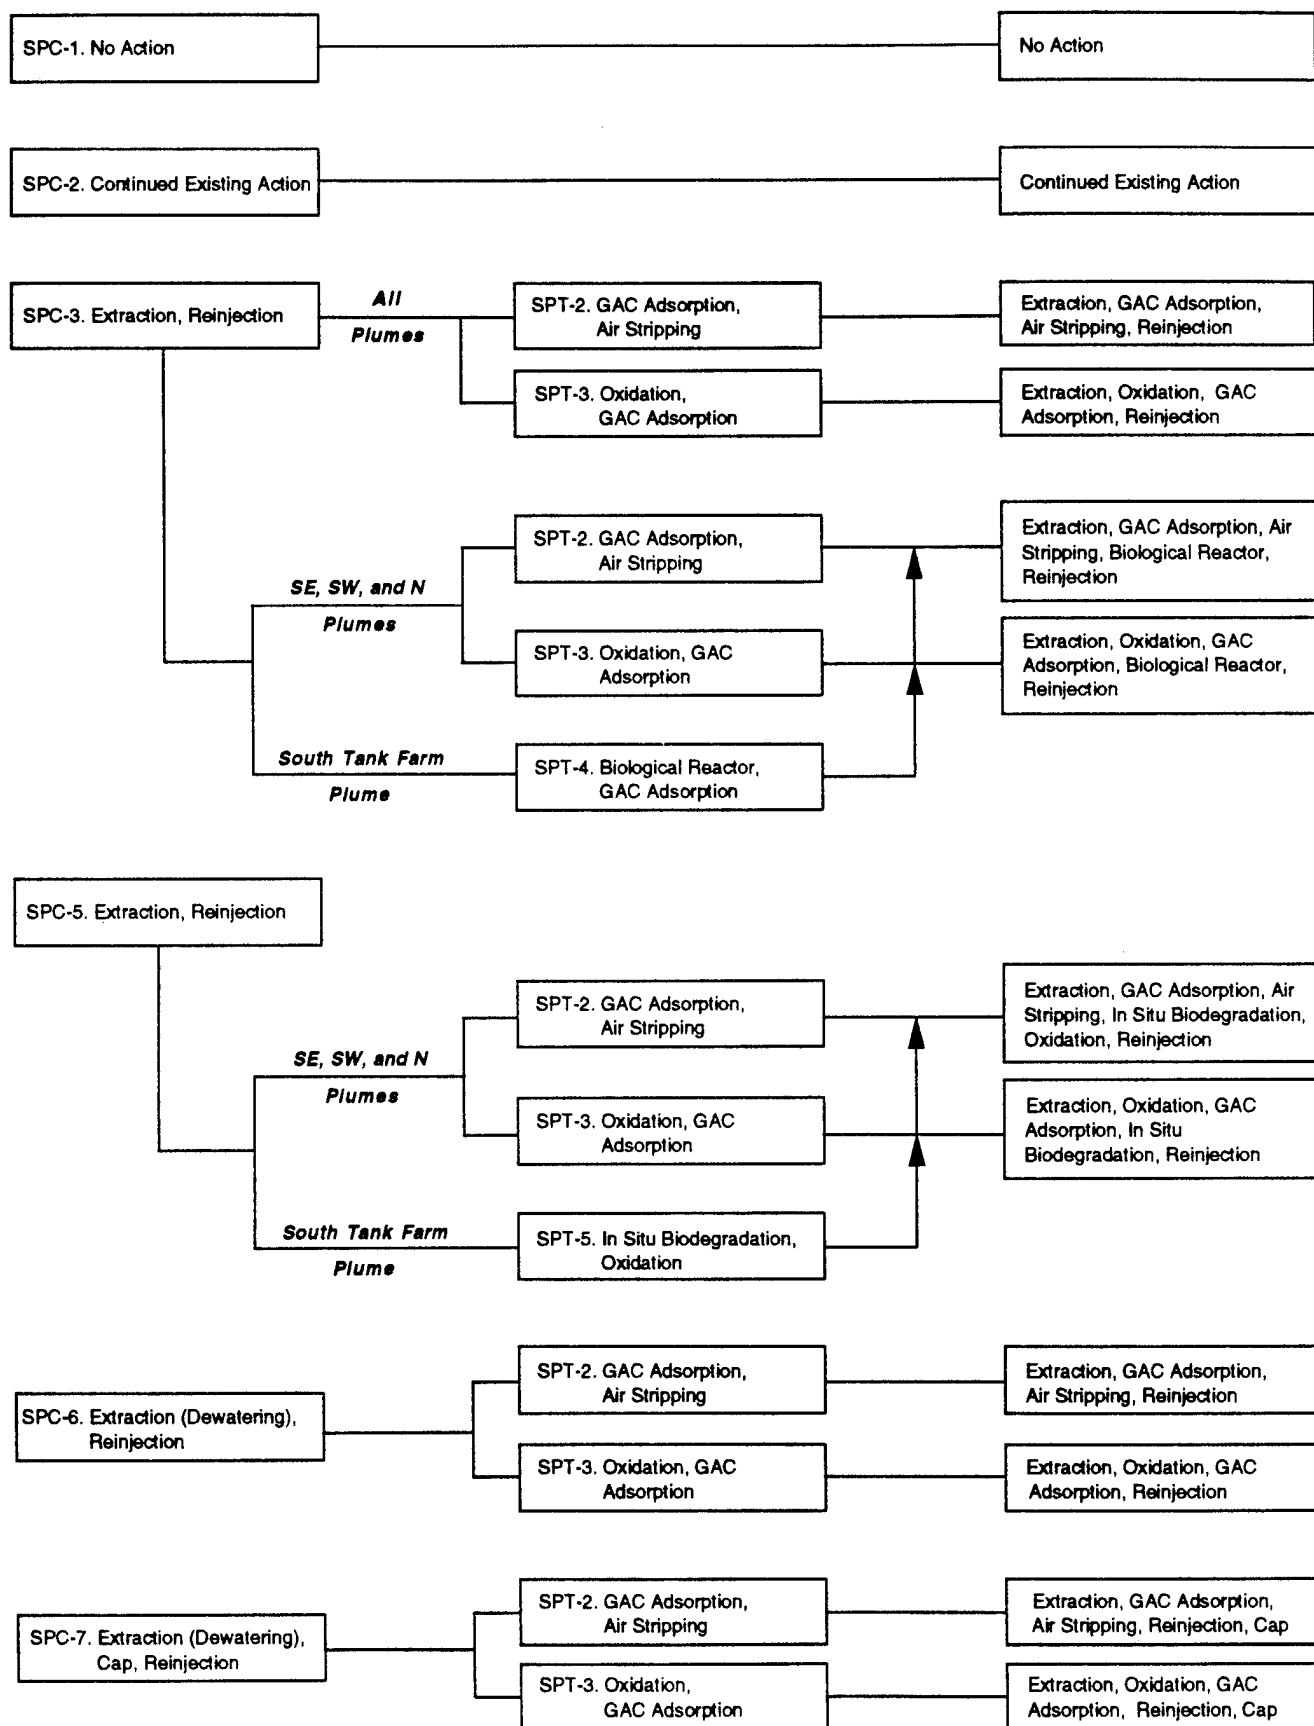 SPC-1. No Action
No Action
SPC-2. Continued Existing Action
Continued Existing Action
SPC-3. Extraction, Reinjection
All
Plumes
SPT-2. GAC Adsorption,
Air Stripping
Extraction, GAC Adsorption,
Air Stripping, Reinjection
SPT-3. Oxidation,
GAC Adsorption
Extraction, Oxidation, GAC
Adsorption, Reinjection
SE, SW, and N
Plumes
SPT-2. GAC Adsorption,
Air Stripping
Extraction, GAC Adsorption, Air
Stripping, Biological Reactor,
Reinjection
SPT-3. Oxidation, GAC
Adsorption
Extraction, Oxidation, GAC
Adsorption, Biological Reactor,
Reinjection
South Tank Farm
Plume
SPT-4. Biological Reactor,
GAC Adsorption
SPC-5. Extraction, Reinjection
SE, SW, and N
Plumes
SPT-2. GAC Adsorption,
Air Stripping
Extraction, GAC Adsorption, Air
Stripping, In Situ Biodegradation,
Oxidation, Reinjection
SPT-3. Oxidation, GAC
Adsorption
Extraction, Oxidation, GAC
Adsorption, In Situ
Biodegradation, Reinjection
South Tank Farm
Plume
SPT-5. In Situ Biodegradation,
Oxidation
SPC-6. Extraction (Dewatering),
Reinjection
SPT-2. GAC Adsorption,
Air Stripping
Extraction, GAC Adsorption,
Air Stripping, Reinjection
SPT-3. Oxidation, GAC
Adsorption
Extraction, Oxidation, GAC
Adsorption, Reinjection
SPC-7. Extraction (Dewatering),
Cap, Reinjection
SPT-2. GAC Adsorption,
Air Stripping
Extraction, GAC Adsorption,
Air Stripping, Reinjection, Cap
SPT-3. Oxidation,
GAC Adsorption
Extraction, Oxidation, GAC
Adsorption, Reinjection, Cap